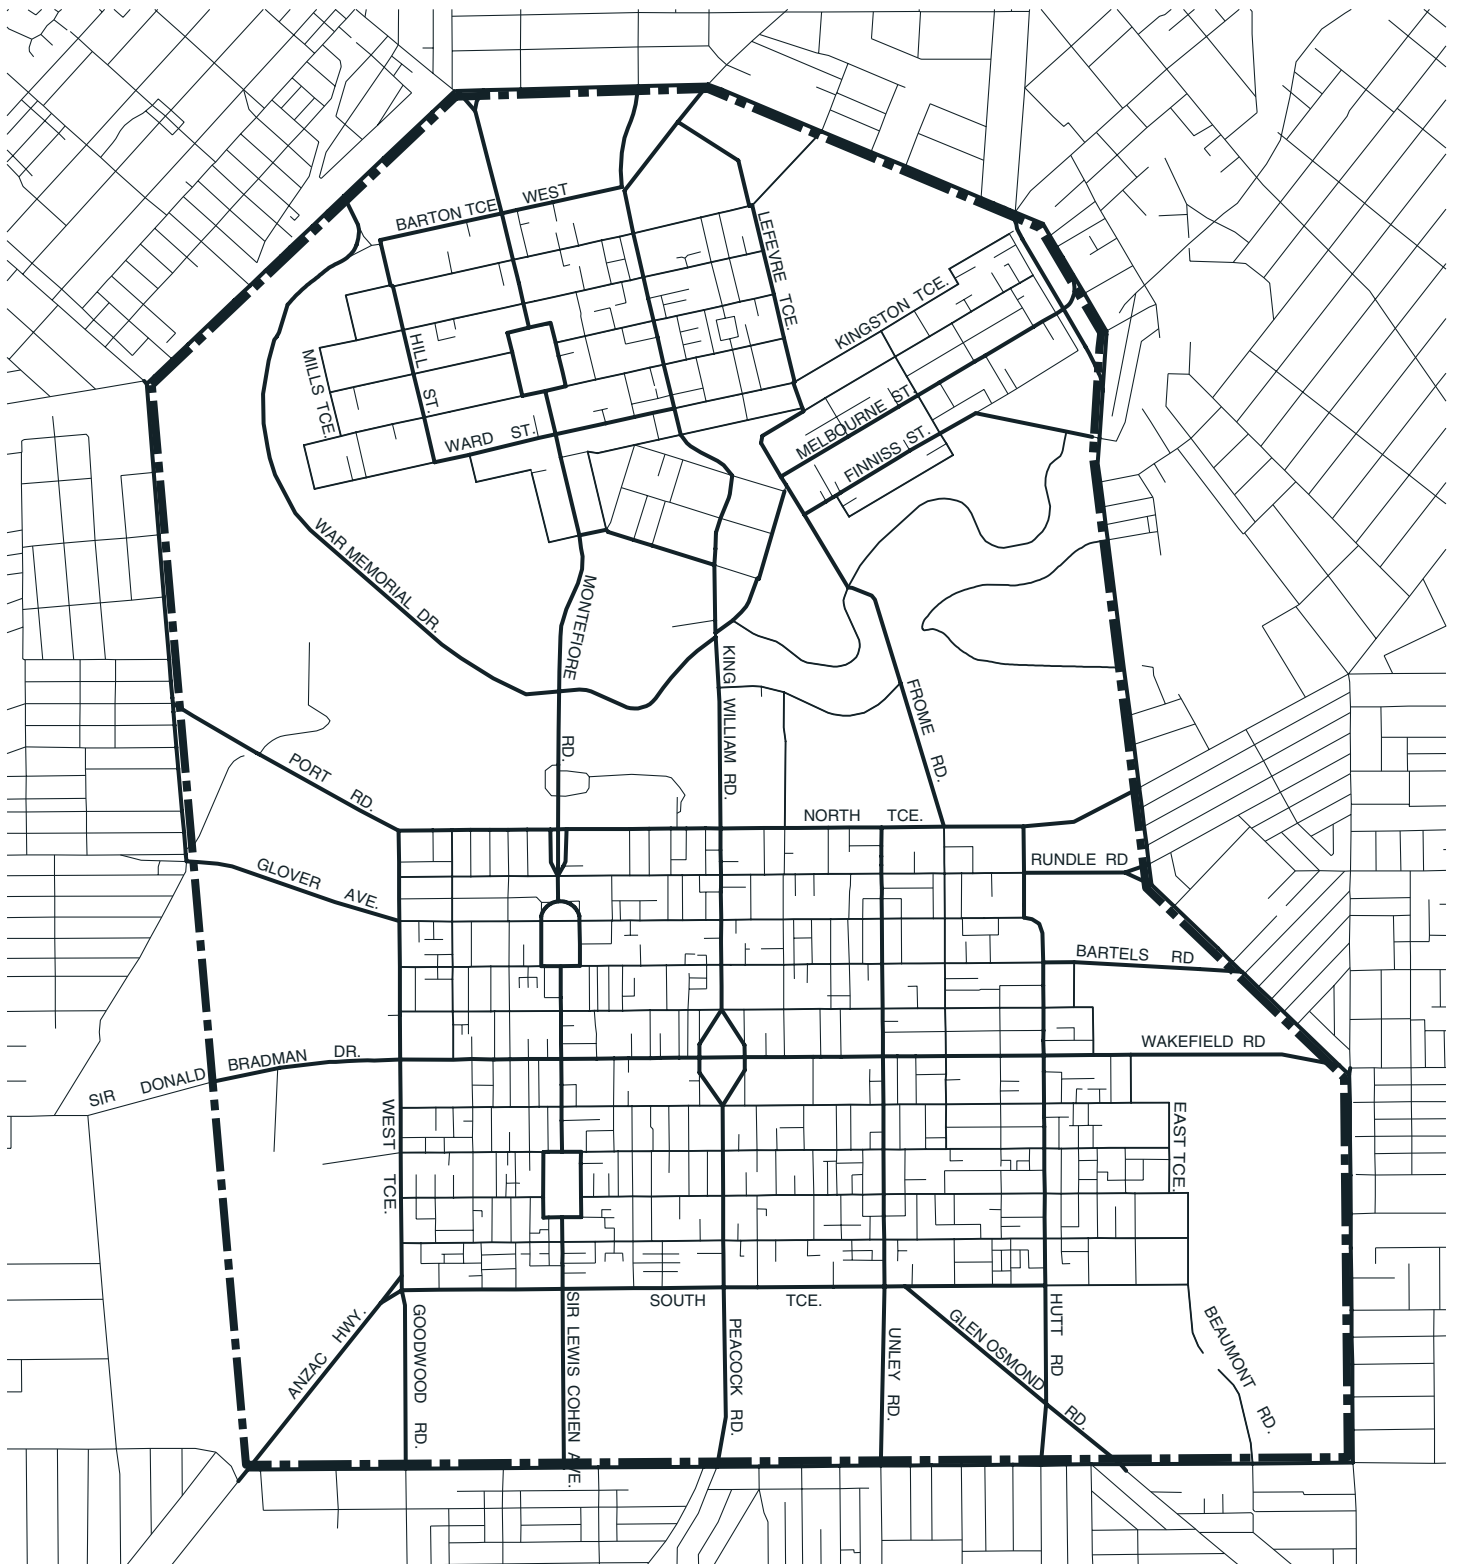 BARTON TCE WEST
LEFEVRE TCE.
KINGSTON TCE.
HILL ST.
MILLS TCE.
MELBOURNE ST.
WARD ST.
FINNISS ST.
WAR MEMORIAL DR.
MONTEFIORE RD.
KING WILLIAM RD.
FROME RD.
PORT RD.
NORTH TCE.
RUNDLE RD
GLOVER AVE.
BARTELS RD
WAKEFIELD RD
SIR DONALD BRADMAN DR.
WEST TCE.
EAST TCE.
SOUTH TCE.
ANZAC HWY.
GOODWOOD RD.
SIR LEWIS COHEN AVE.
PEACOCK RD.
UNLEY RD.
GLEN OSMOND RD.
HUTT RD
BEAUMONT RD.